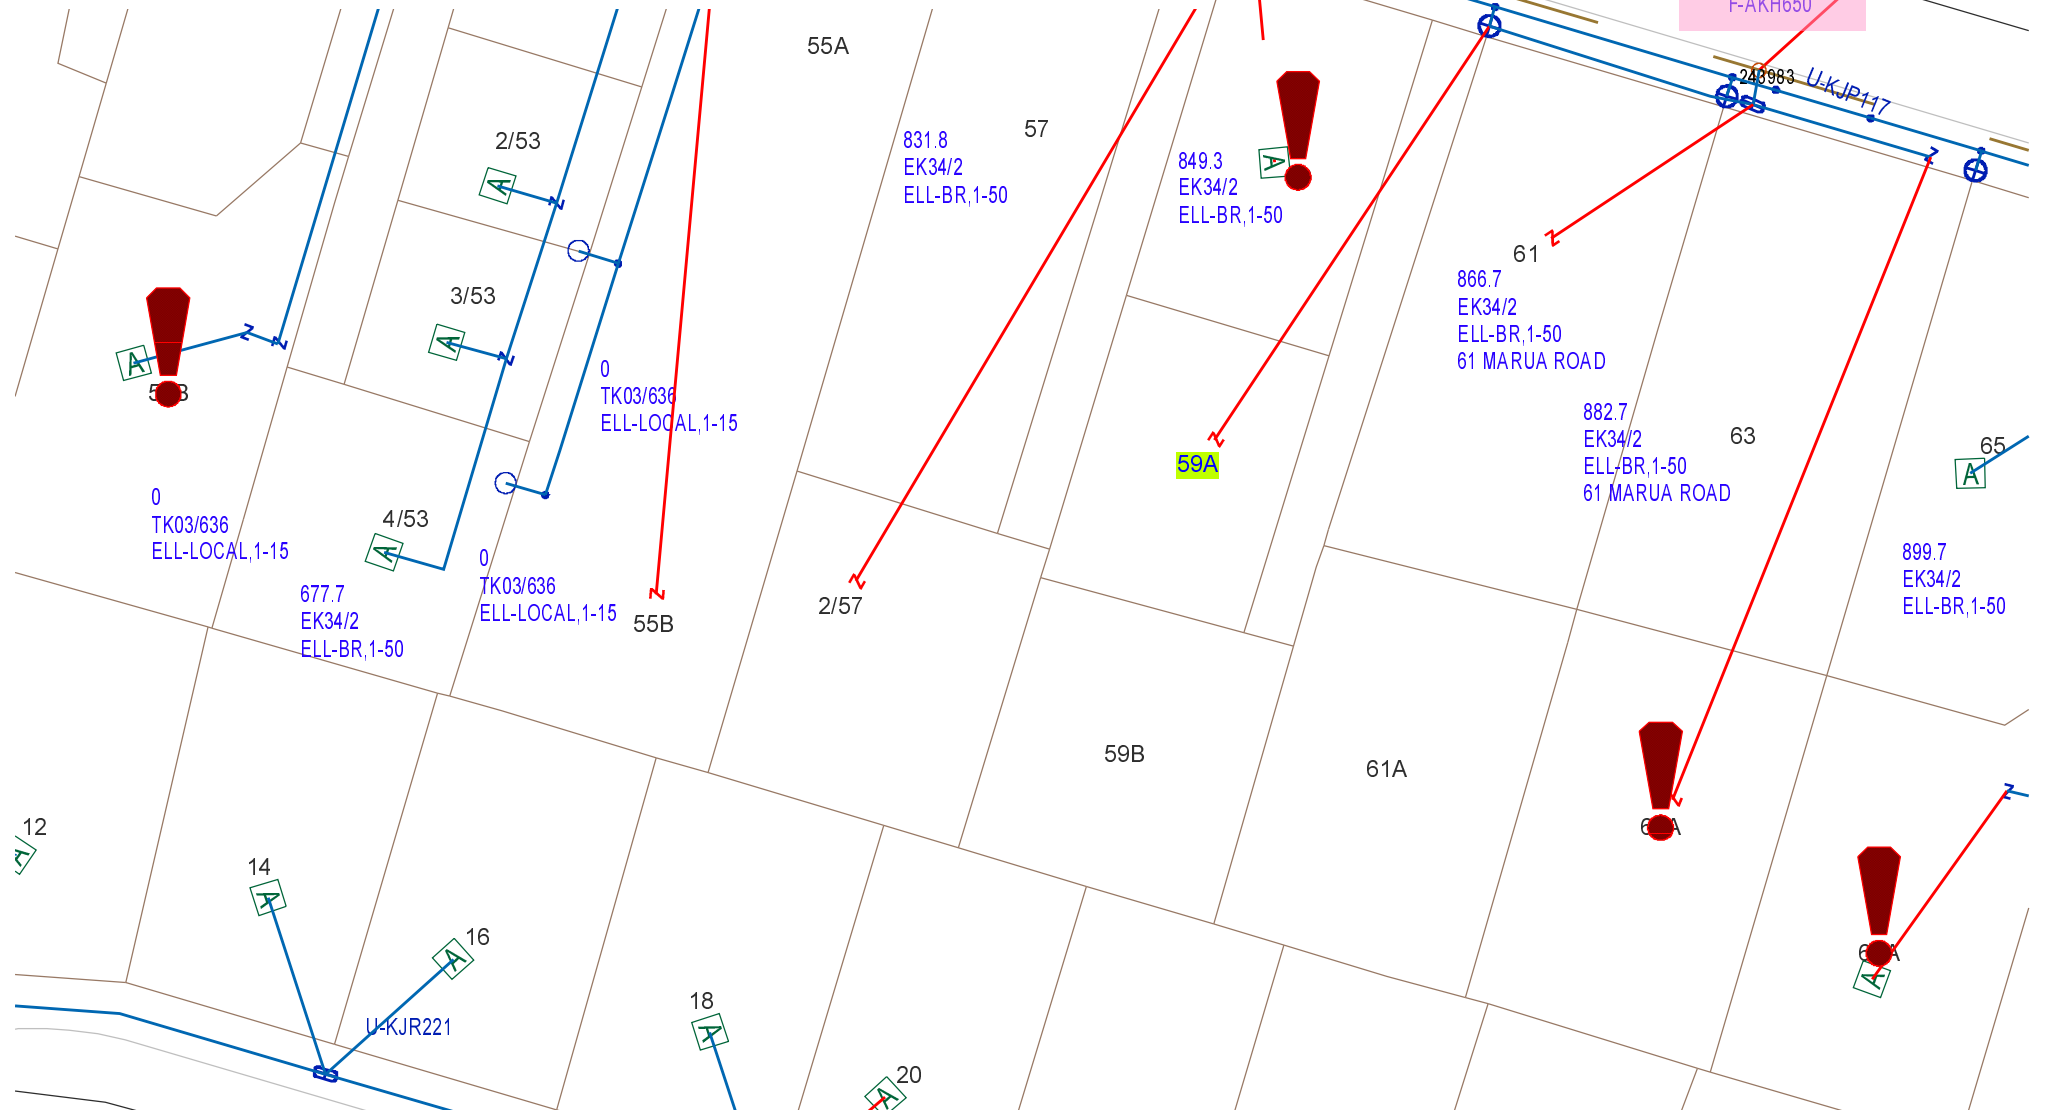 F-AKH650
55A
243983
U-KJP117
57
2/53
831.8
EK34/2
ELL-BR,1-50
849.3
EK34/2
ELL-BR,1-50
A
A
61
866.7
EK34/2
ELL-BR,1-50
61 MARUA ROAD
3/53
A
A
0
TK03/636
ELL-LOCAL,1-15
882.7
EK34/2
ELL-BR,1-50
61 MARUA ROAD
63
65
A
59A
0
TK03/636
ELL-LOCAL,1-15
4/53
A
0
TK03/636
ELL-LOCAL,1-15
677.7
EK34/2
ELL-BR,1-50
899.7
EK34/2
ELL-BR,1-50
55B
2/57
59B
61A
12
A
14
A
16
A
A
18
A
20
A
U-KJR221